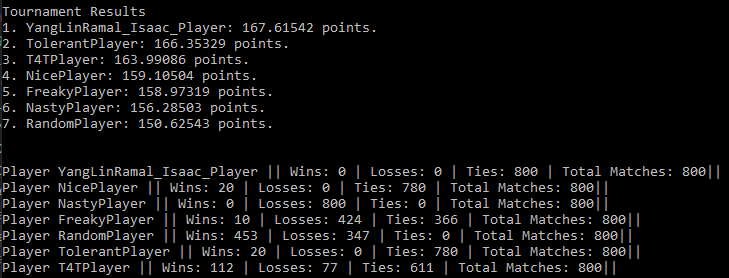 Tournament Results
1. YangLinRamal_Isaac_Player: 167.61542 points.
2. TolerantPlayer: 166.35329 points.
3. T4TPlayer: 163.99086 points.
4. NicePlayer: 159.10504 points.
5. FreakyPlayer: 158.97319 points.
6. NastyPlayer: 156.28503 points.
7. RandomPlayer: 150.62543 points.
Player YangLinRamal_Isaac_Player || Wins: 0 | Losses: 0 | Ties: 800 | Total Matches: 800||
Player NicePlayer || Wins: 20 | Losses: 0 | Ties: 780 | Total Matches: 800||
Player NastyPlayer || Wins: 0 | Losses: 800 | Ties: 0 | Total Matches: 800||
Player FreakyPlayer || Wins: 10 | Losses: 424 | Ties: 366 | Total Matches: 800||
Player RandomPlayer || Wins: 453 | Losses: 347 | Ties: 0 | Total Matches: 800||
Player TolerantPlayer || Wins: 20 | Losses: 0 | Ties: 780 | Total Matches: 800||
Player T4TPlayer || Wins: 112 | Losses: 77 | Ties: 611 | Total Matches: 800||